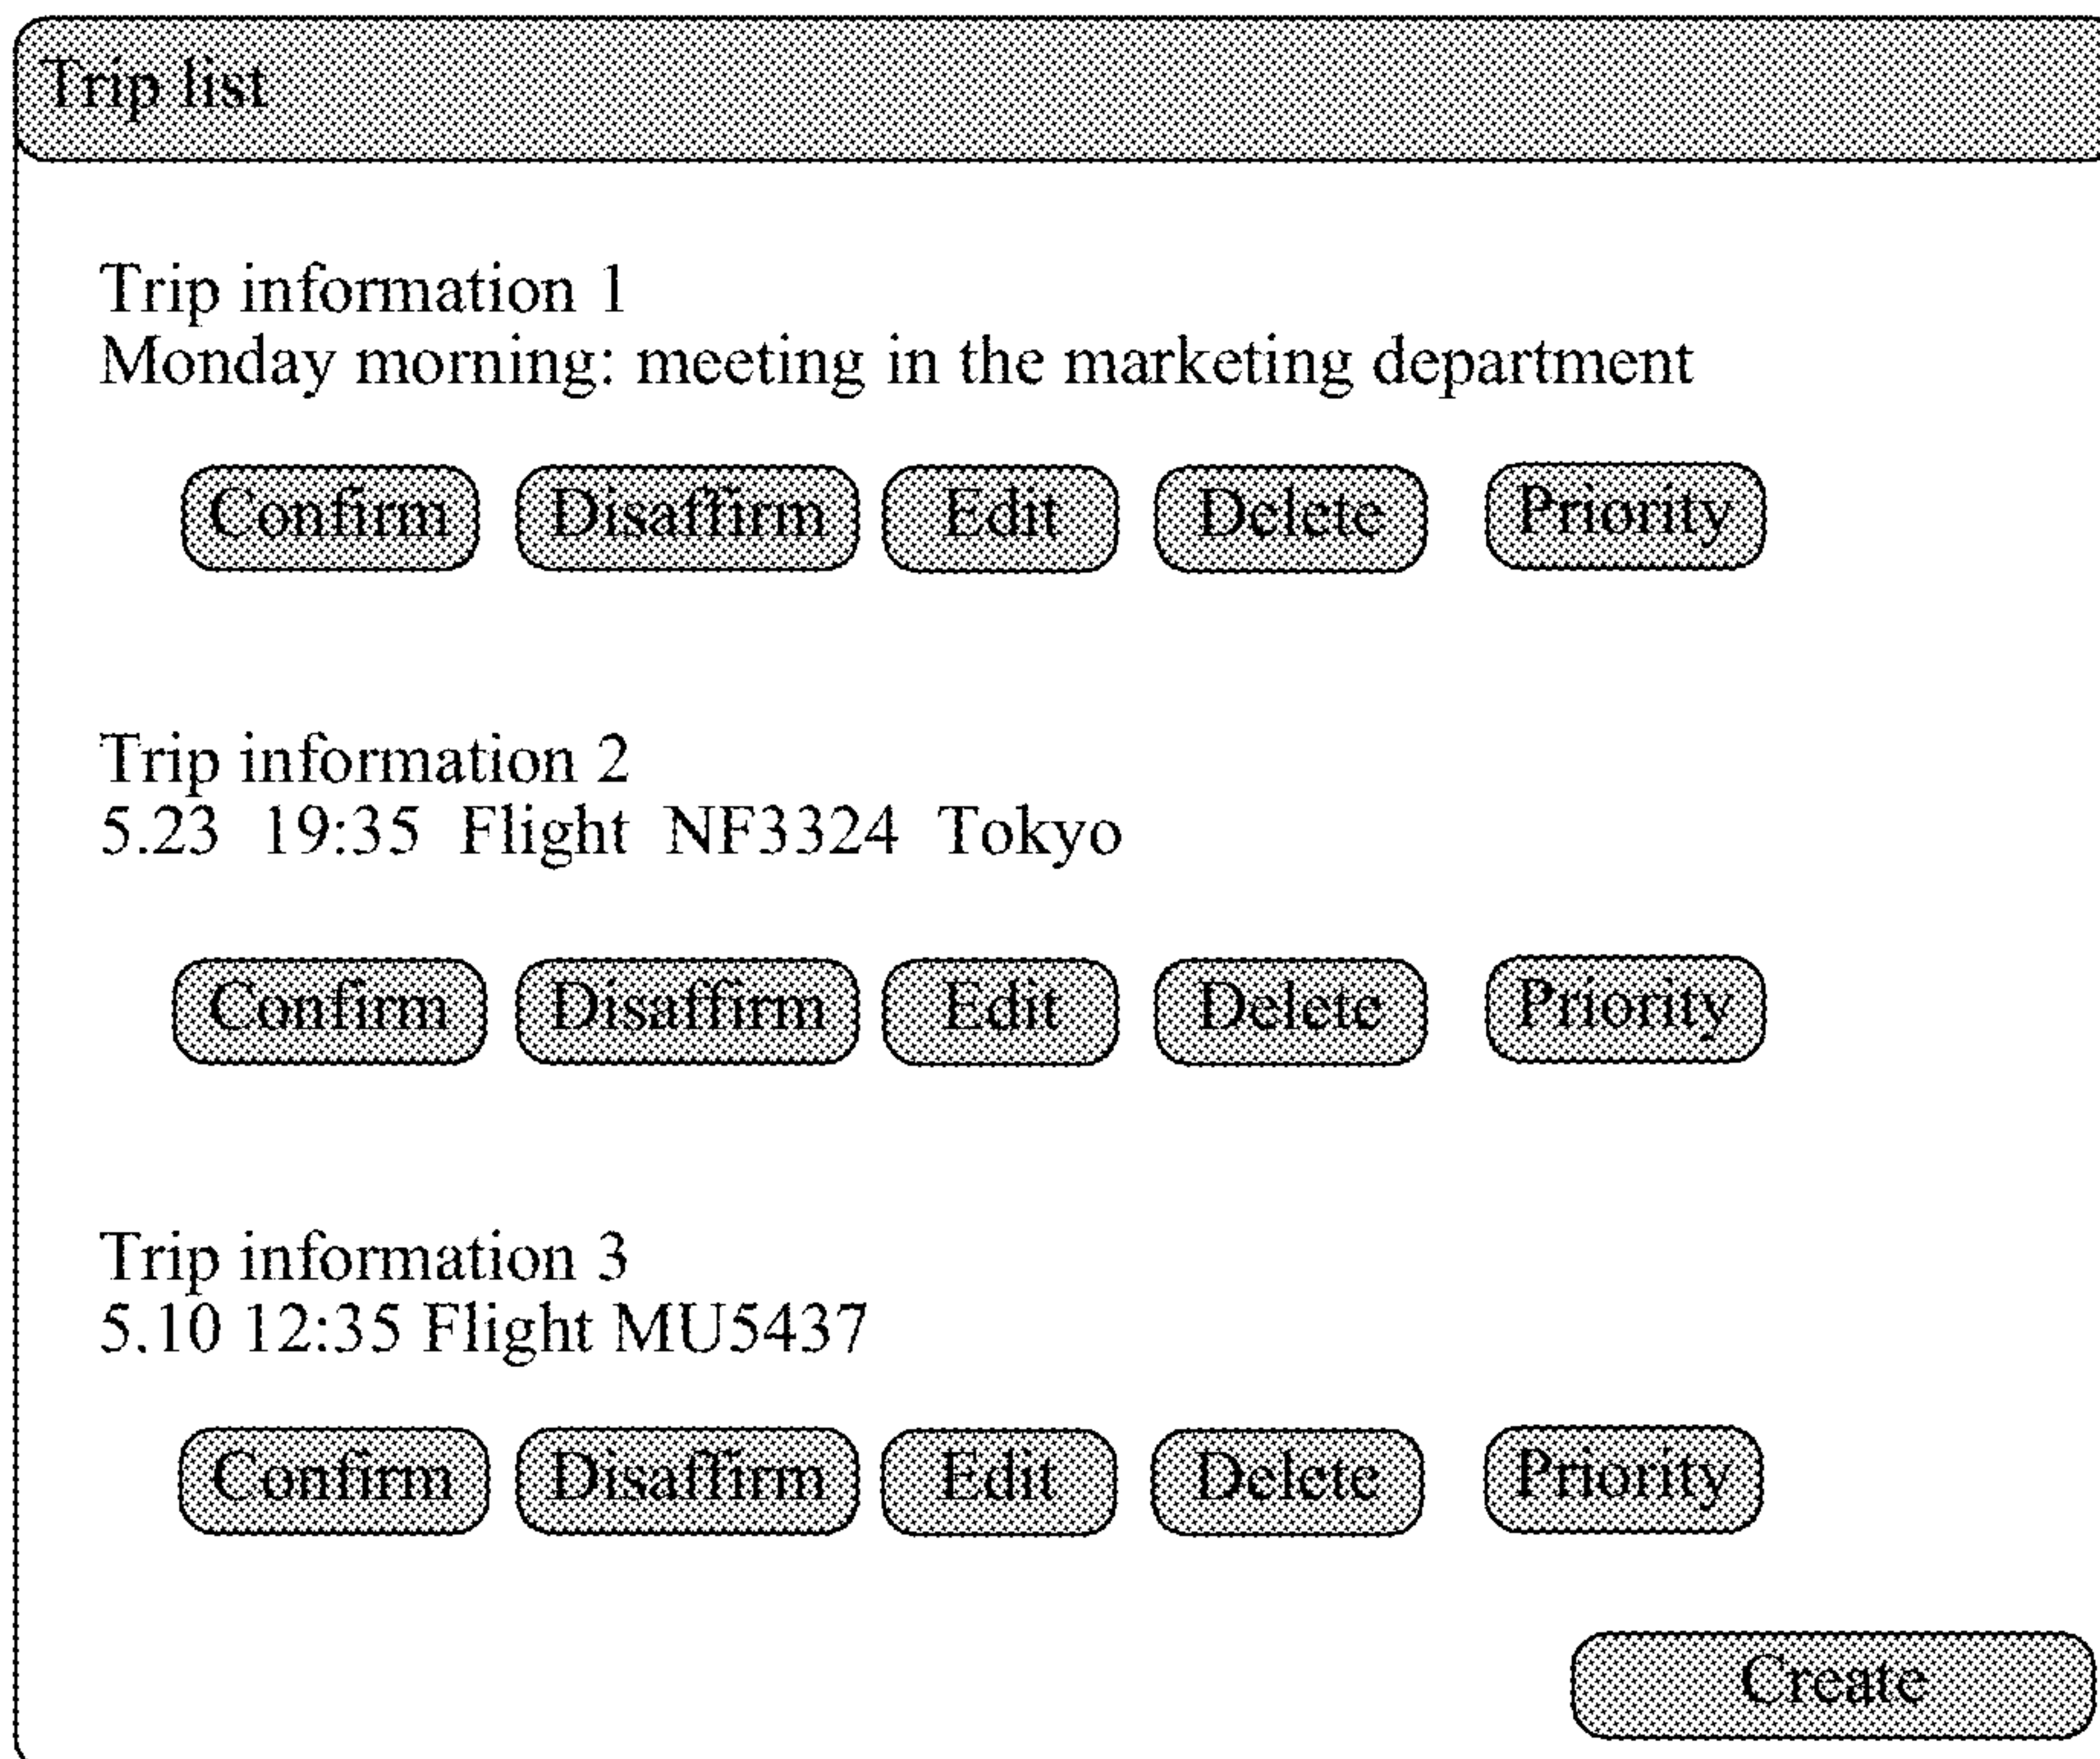 Trip list
Trip information 1
Monday morning: meeting in the marketing department
Confirm Disaffirm Edit Delete Priority
Trip information 2
5.23 19:35 Flight NF3324 Tokyo
Confirm Disaffirm Edit Delete Priority
Trip information 3
5.10 12:35 Flight MU5437
Confirm Disaffirm Edit Delete Priority
Create